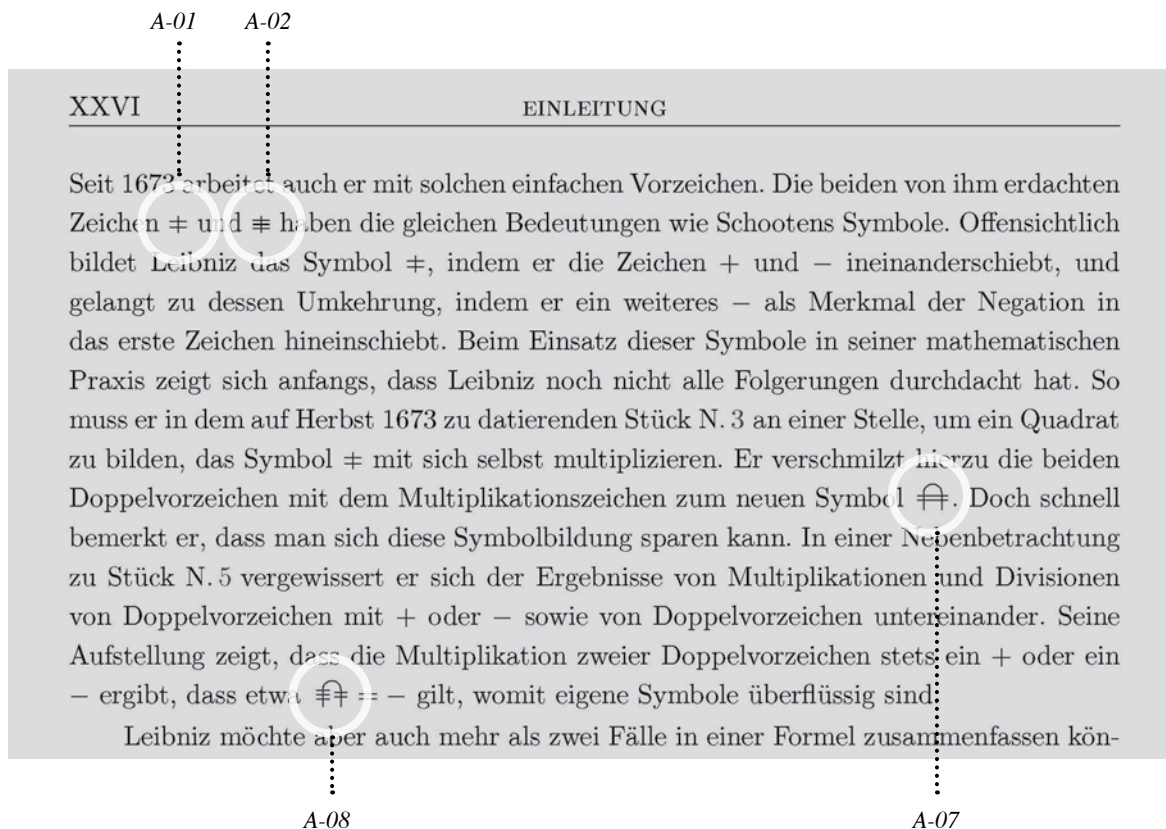 A-01 A-02
XXVI EINLEITUNG
Seit 1673 arbeitet auch er mit solchen einfachen Vorzeichen. Die beiden von ihm erdachten
Zeichen ⧧ und ⩨ haben die gleichen Bedeutungen wie Schootens Symbole. Offensichtlich
bildet Leibniz das Symbol ⧧, indem er die Zeichen + und − ineinanderschiebt, und
gelangt zu dessen Umkehrung, indem er ein weiteres − als Merkmal der Negation in
das erste Zeichen hineinschiebt. Beim Einsatz dieser Symbole in seiner mathematischen
Praxis zeigt sich anfangs, dass Leibniz noch nicht alle Folgerungen durchdacht hat. So
muss er in dem auf Herbst 1673 zu datierenden Stück N. 3 an einer Stelle, um ein Quadrat
zu bilden, das Symbol ⧧ mit sich selbst multiplizieren. Er verschmilzt hierzu die beiden
Doppelvorzeichen mit dem Multiplikationszeichen zum neuen Symbol . Doch schnell
bemerkt er, dass man sich diese Symbolbildung sparen kann. In einer Nebenbetrachtung
zu Stück N. 5 vergewissert er sich der Ergebnisse von Multiplikationen und Divisionen
von Doppelvorzeichen mit + oder − sowie von Doppelvorzeichen untereinander. Seine
Aufstellung zeigt, dass die Multiplikation zweier Doppelvorzeichen stets ein + oder ein
− ergibt, dass etwa = − gilt, womit eigene Symbole überflüssig sind.
Leibniz möchte aber auch mehr als zwei Fälle in einer Formel zusammenfassen kön-
A-08 A-07